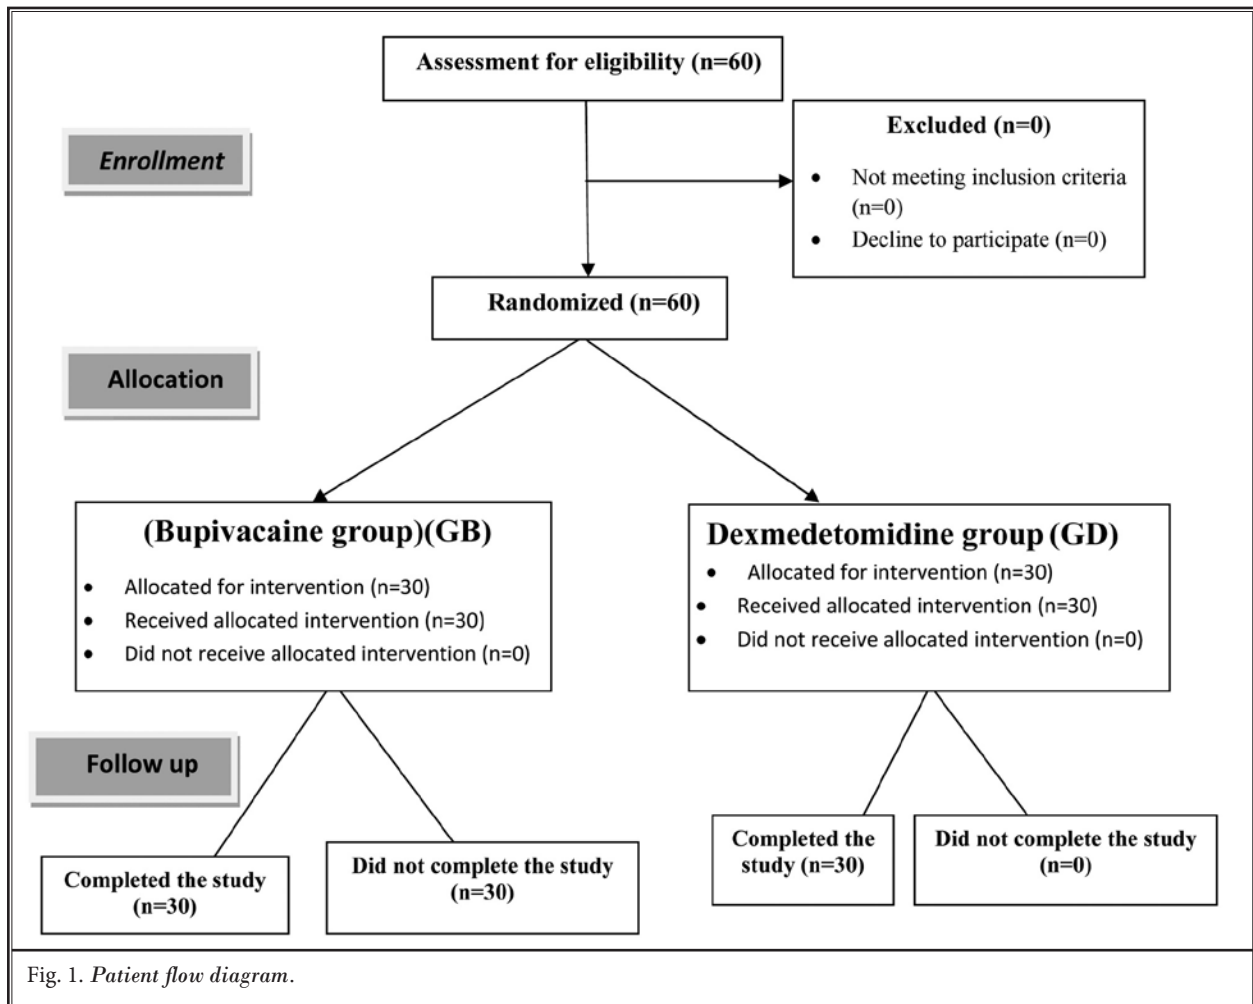 Assessment for eligibility (n=60)
Enrollment
Excluded (n=0)
• Not meeting inclusion criteria
(n=0)
• Decline to participate (n=0)
Randomized (n=60)
Allocation
(Bupivacaine group)(GB)
• Allocated for intervention (n=30)
• Received allocated intervention (n=30)
• Did not receive allocated intervention (n=0)
Dexmedetomidine group (GD)
• Allocated for intervention (n=30)
• Received allocated intervention (n=30)
• Did not receive allocated intervention (n=0)
Follow up
Completed the study
(n=30)
Did not complete the study
(n=30)
Completed the
study (n=30)
Did not complete the study
(n=0)
Fig. 1. Patient flow diagram.